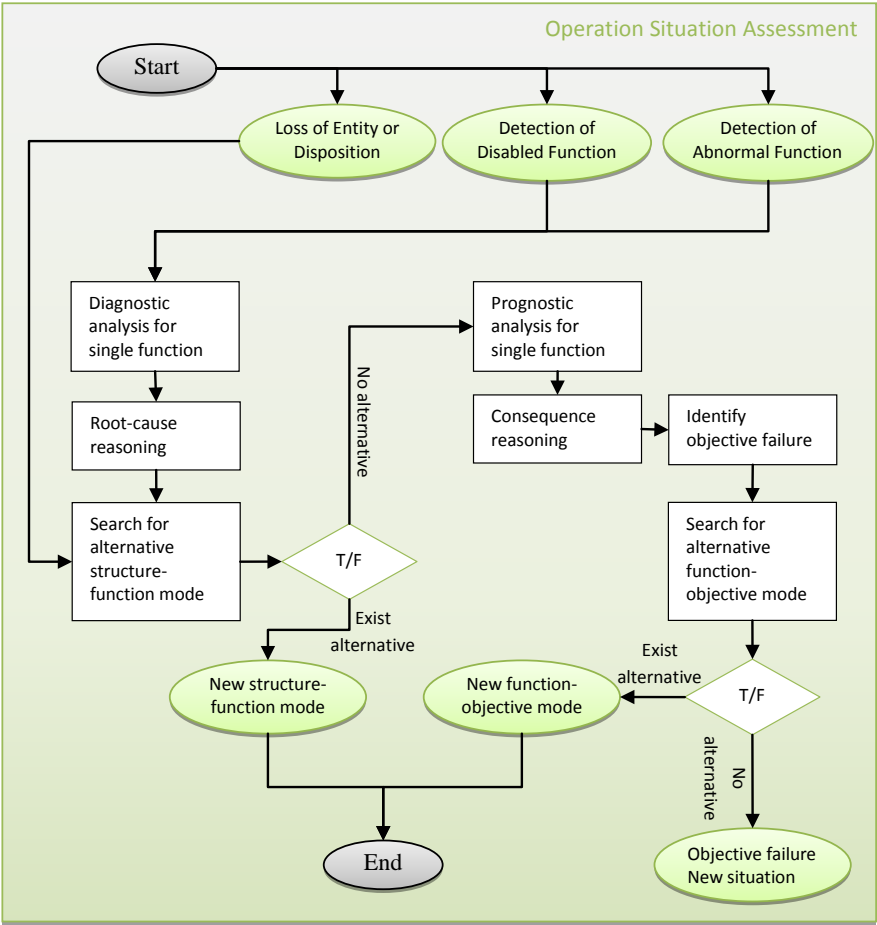 Operation Situation Assessment
Start
Loss of Entity or
Disposition
Detection of
Disabled Function
Detection of
Abnormal Function
Diagnostic
analysis for
single function
Root-cause
reasoning
Search for
alternative
structure-
function mode
T/F
No alternative
Exist
alternative
New structure-
function mode
Prognostic
analysis for
single function
Consequence
reasoning
Identify
objective failure
Search for
alternative
function-
objective mode
T/F
Exist
alternative
New function-
objective mode
No
alternative
Objective failure
New situation
End